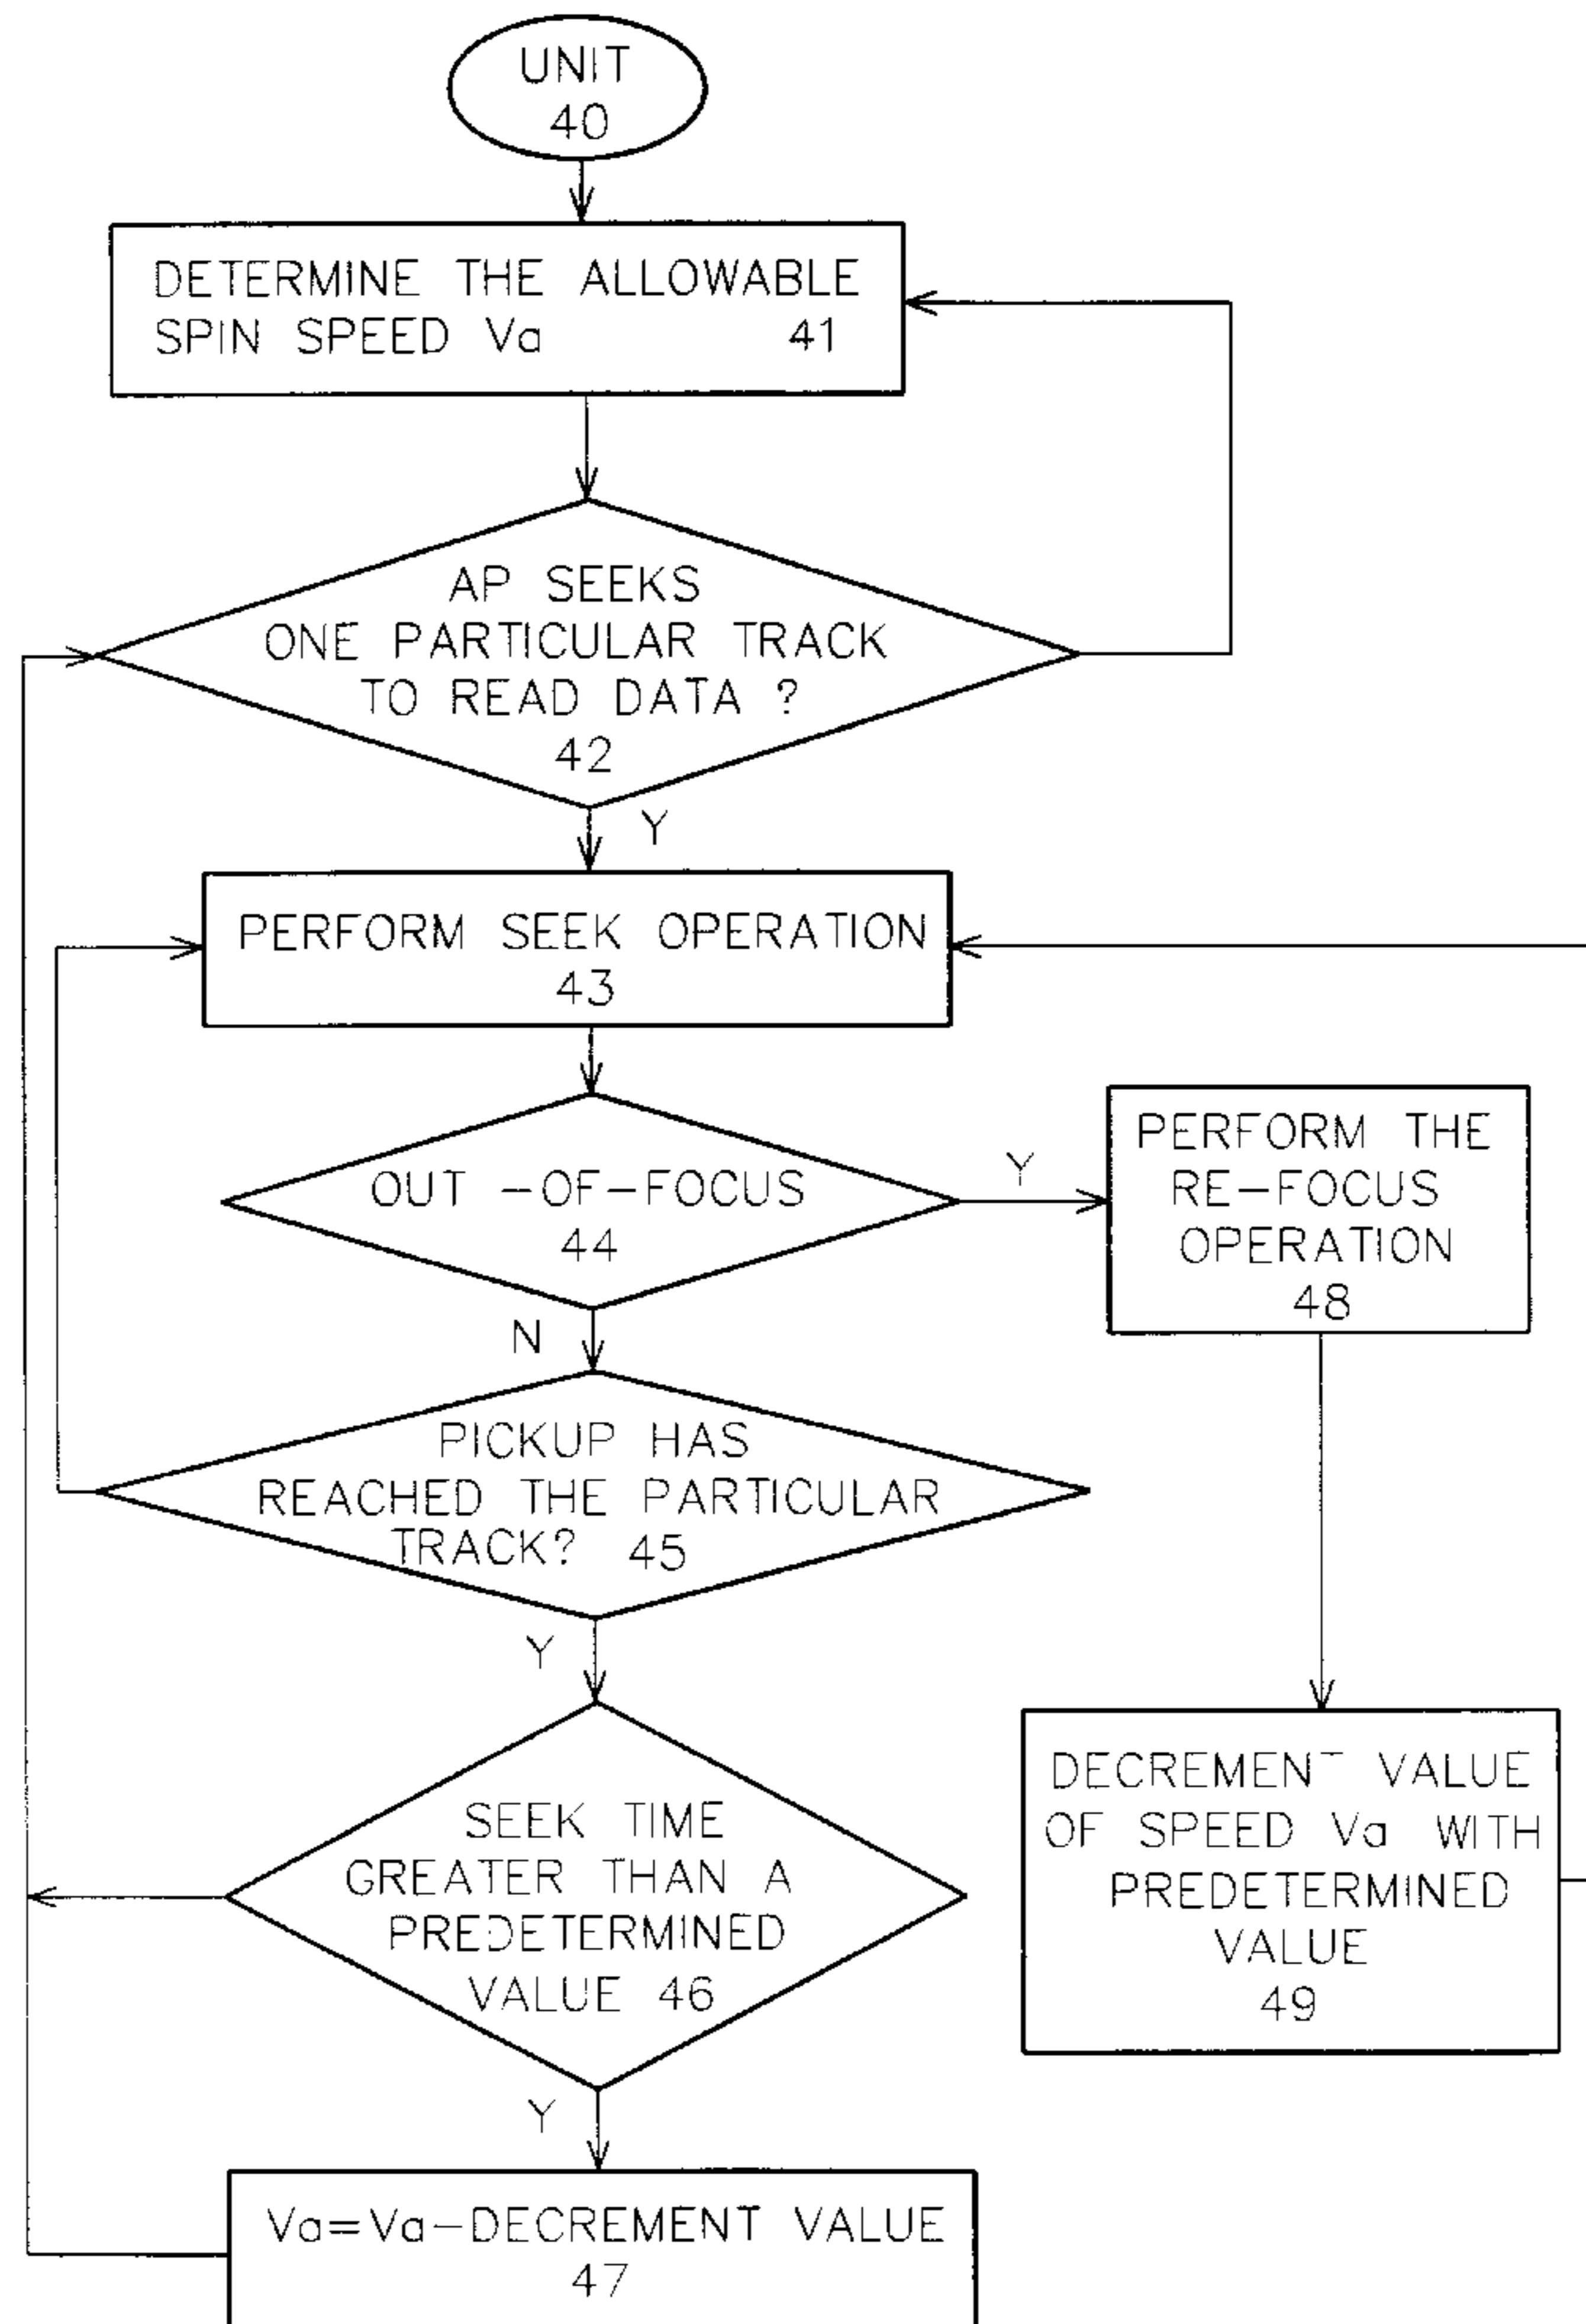 UNIT
40
DETERMINE THE ALLOWABLE
SPIN SPEED Va 41
AP SEEKS
ONE PARTICULAR TRACK
TO READ DATA ?
42
Y
PERFORM SEEK OPERATION
43
OUT -OF-FOCUS
44
Y
PERFORM THE
RE-FOCUS
OPERATION
48
N
PICKUP HAS
REACHED THE PARTICULAR
TRACK? 45
Y
SEEK TIME
GREATER THAN A
PREDETERMINED
VALUE 46
DECREMENT VALUE
OF SPEED Va WITH
PREDETERMINED
VALUE
49
Y
Va=Va-DECREMENT VALUE
47